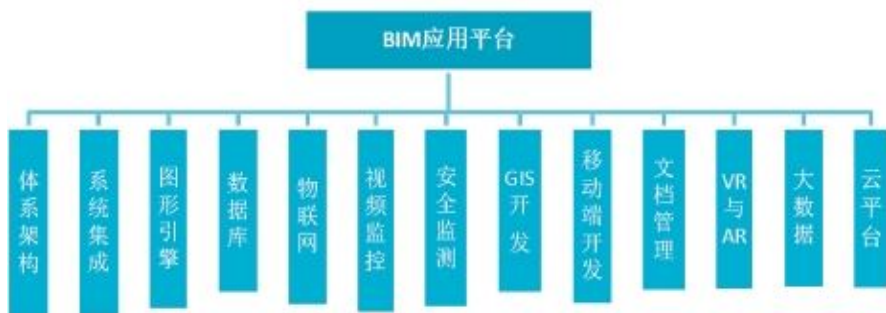 BIM应用平台
体系架构
系统集成
图形引擎
数据库
物联网
视频监控
安全监测
GIS开发
移动端开发
文档管理
VR与AR
大数据
云平台